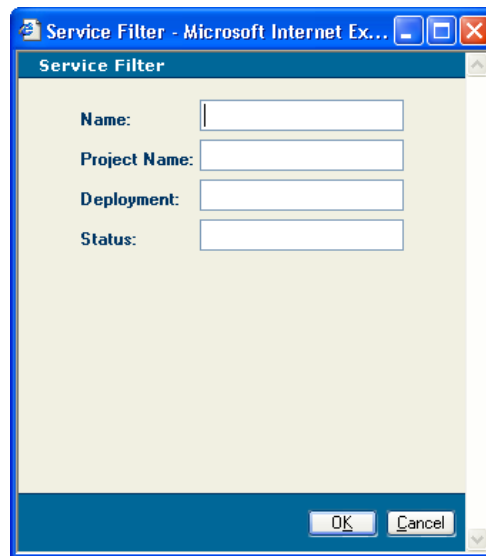 Service Filter - Microsoft Internet Ex...
Service Filter
Name:
Project Name:
Deployment:
Status:
OK
Cancel